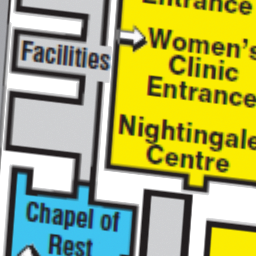 Entrance
Facilities
Women's
Clinic
Entrance
Nightingale
Centre
Chapel of
Rest